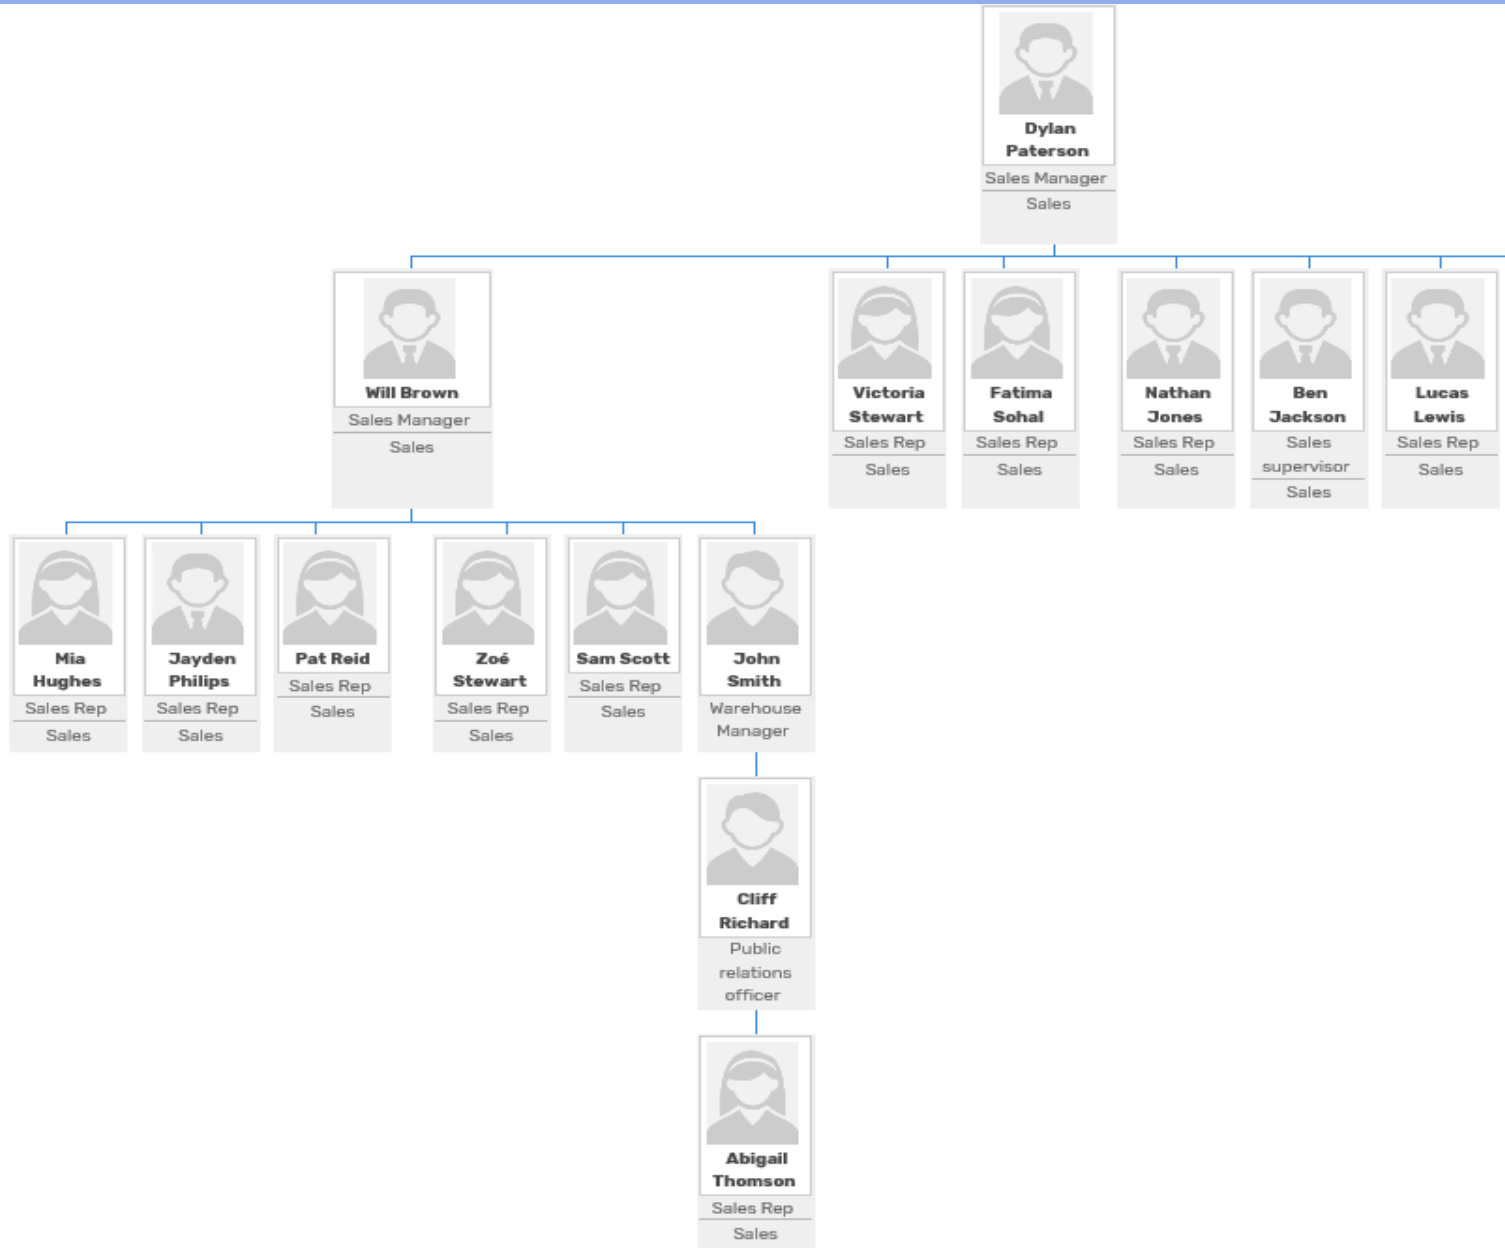 Dylan
Paterson
Sales Manager
Sales
Will Brown
Sales Manager
Sales
Victoria
Stewart
Sales Rep
Sales
Fatima
Sohal
Sales Rep
Sales
Nathan
Jones
Sales Rep
Sales
Ben
Jackson
Sales
supervisor
Sales
Lucas
Lewis
Sales Rep
Sales
Mia
Hughes
Sales Rep
Sales
Jayden
Philips
Sales Rep
Sales
Pat Reid
Sales Rep
Sales
Zoé
Stewart
Sales Rep
Sales
Sam Scott
Sales Rep
Sales
John
Smith
Warehouse
Manager
Cliff
Richard
Public
relations
officer
Abigail
Thomson
Sales Rep
Sales